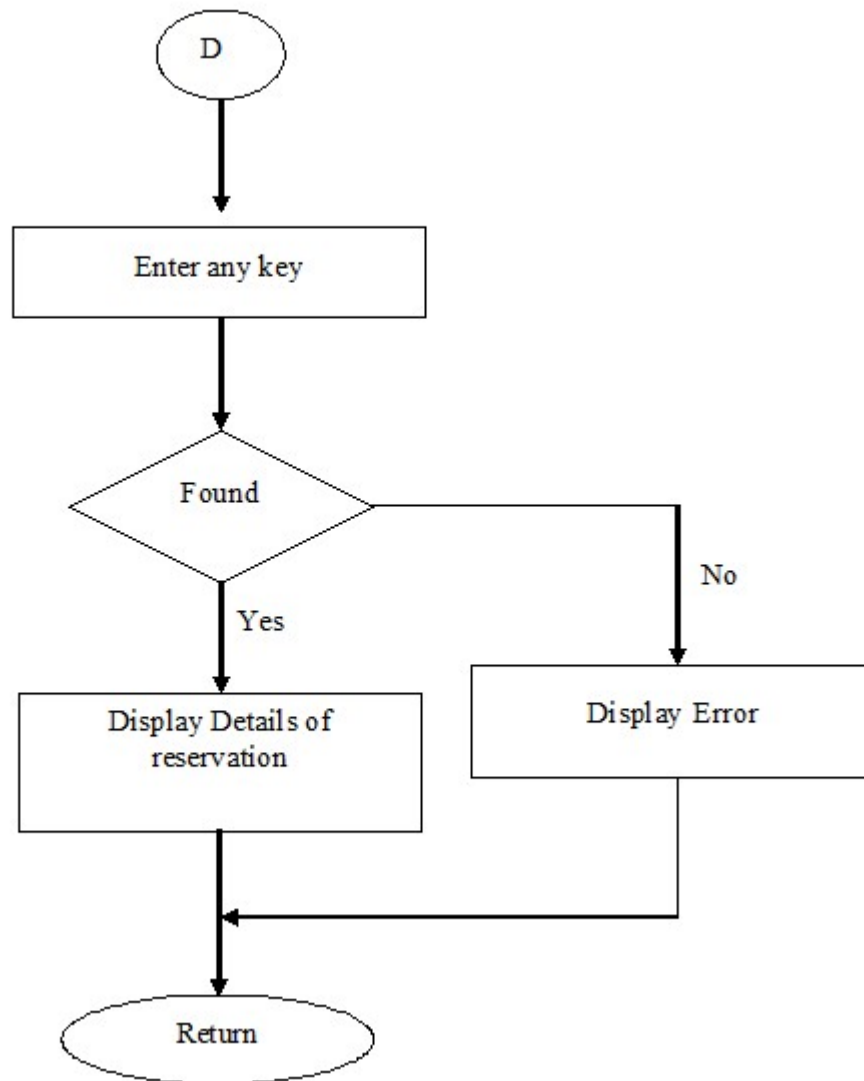 D
Enter any key
Found
No
Yes
Display Details of
reservation
Display Error
Return